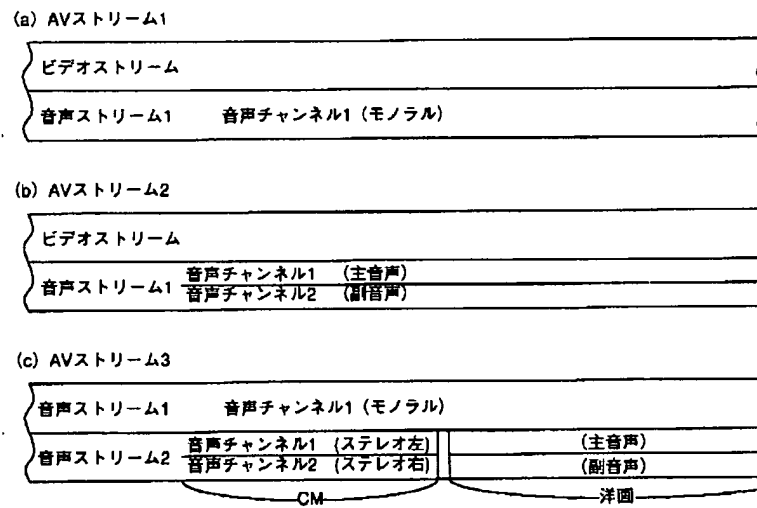 (a) AVストリーム1
ビデオストリーム
音声ストリーム1 音声チャンネル1 (モノラル)
(b) AVストリーム2
ビデオストリーム
音声ストリーム1
音声チャンネル1 (主音声)
音声チャンネル2 (副音声)
(c) AVストリーム3
音声ストリーム1 音声チャンネル1 (モノラル)
音声ストリーム2
音声チャンネル1 (ステレオ左) (主音声)
音声チャンネル2 (ステレオ右) (副音声)
CM 洋画